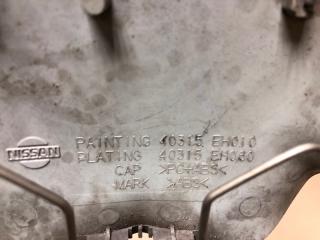 NISSAN
PAINTING 40315 EH010
PLATING 40315 EH030
CAP >PC+ABS<
MARK >ABS<